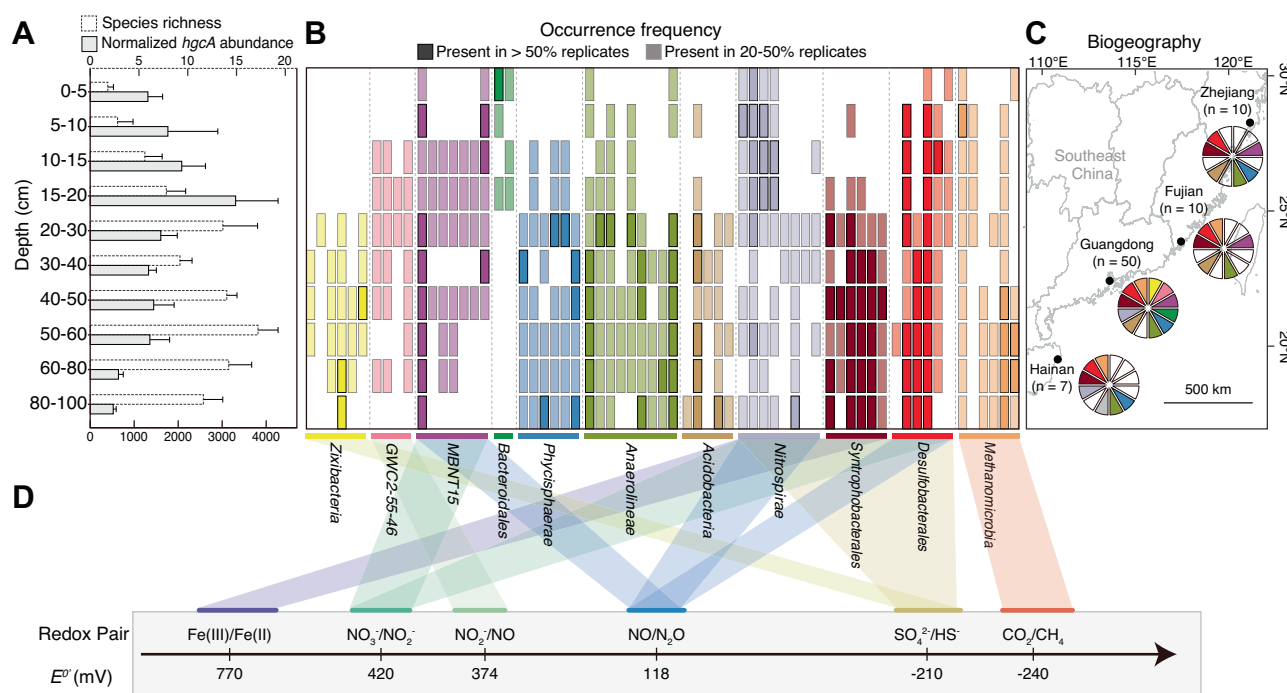 A
Species richness
Normalized hgcA abundance
0 5 10 15 20
Depth (cm)
0-5
5-10
10-15
15-20
20-30
30-40
40-50
50-60
60-80
80-100
0 1000 2000 3000 4000
B
Occurrence frequency
Present in > 50% replicates
Present in 20-50% replicates
Zixibacteria
GWC2-55-46
MBNT15
Bacteroidales
Phycisphaerae
Anaerolineae
Acidobacteria
Nitrospirae
Syntrophobacterales
Desulfobacterales
Methanomicrobia
C
Biogeography
110°E 115°E 120°E
30°N
25°N
20°N
Zhejiang
(n = 10)
Southeast
China
Fujian
(n = 10)
Guangdong
(n = 50)
Hainan
(n = 7)
500 km
D
Redox Pair
Fe(III)/Fe(II) NO₃⁻/NO₂⁻ NO₂⁻/NO NO/N₂O SO₄²⁻/HS⁻ CO₂/CH₄
E⁰′ (mV)
770 420 374 118 -210 -240